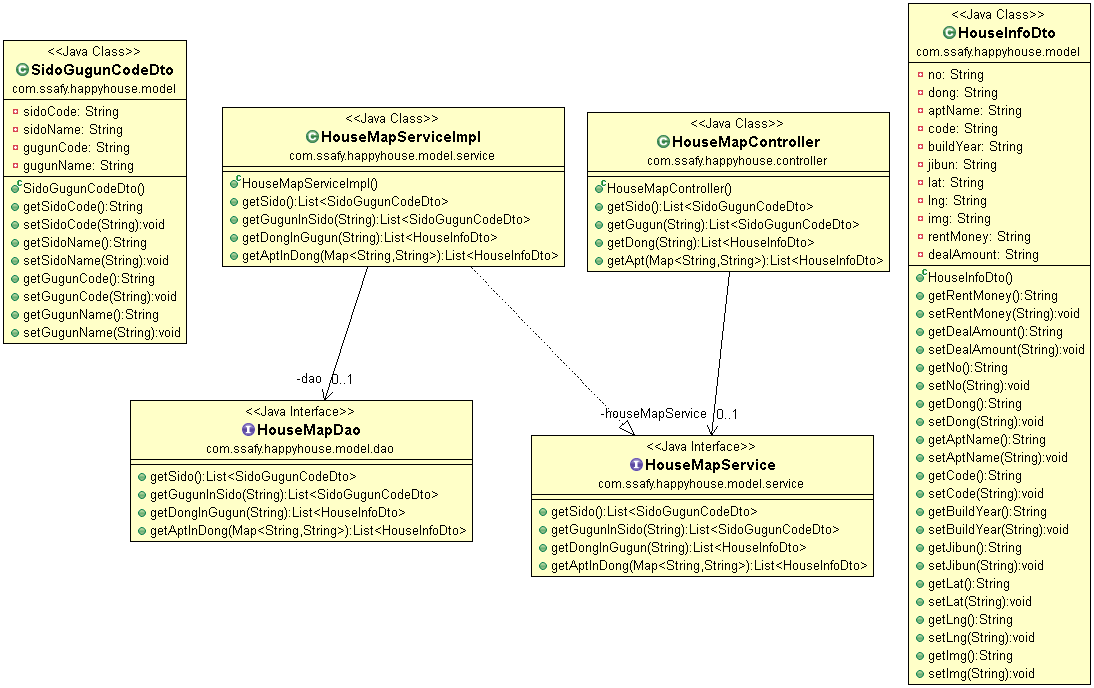 <<Java Class>>
SidoGugunCodeDto
com.ssafy.happyhouse.model
sidoCode: String
sidoName: String
gugunCode: String
gugunName: String
SidoGugunCodeDto()
getSidoCode():String
setSidoCode(String):void
getSidoName():String
setSidoName(String):void
getGugunCode():String
setGugunCode(String):void
getGugunName():String
setGugunName(String):void
<<Java Class>>
HouseMapServiceImpl
com.ssafy.happyhouse.model.service
HouseMapServiceImpl()
getSido():List<SidoGugunCodeDto>
getGugunInSido(String):List<SidoGugunCodeDto>
getDongInGugun(String):List<HouseInfoDto>
getAptInDong(Map<String,String>):List<HouseInfoDto>
<<Java Class>>
HouseMapController
com.ssafy.happyhouse.controller
HouseMapController()
getSido():List<SidoGugunCodeDto>
getGugun(String):List<SidoGugunCodeDto>
getDong(String):List<HouseInfoDto>
getApt(Map<String,String>):List<HouseInfoDto>
-dao 0..1
<<Java Interface>>
HouseMapDao
com.ssafy.happyhouse.model.dao
getSido():List<SidoGugunCodeDto>
getGugunInSido(String):List<SidoGugunCodeDto>
getDongInGugun(String):List<HouseInfoDto>
getAptInDong(Map<String,String>):List<HouseInfoDto>
-houseMapService 0..1
<<Java Interface>>
HouseMapService
com.ssafy.happyhouse.model.service
getSido():List<SidoGugunCodeDto>
getGugunInSido(String):List<SidoGugunCodeDto>
getDongInGugun(String):List<HouseInfoDto>
getAptInDong(Map<String,String>):List<HouseInfoDto>
<<Java Class>>
HouseInfoDto
com.ssafy.happyhouse.model
no: String
dong: String
aptName: String
code: String
buildYear: String
jibun: String
lat: String
lng: String
img: String
rentMoney: String
dealAmount: String
HouseInfoDto()
getRentMoney():String
setRentMoney(String):void
getDealAmount():String
setDealAmount(String):void
getNo():String
setNo(String):void
getDong():String
setDong(String):void
getAptName():String
setAptName(String):void
getCode():String
setCode(String):void
getBuildYear():String
setBuildYear(String):void
getJibun():String
setJibun(String):void
getLat():String
setLat(String):void
getLng():String
setLng(String):void
getImg():String
setImg(String):void